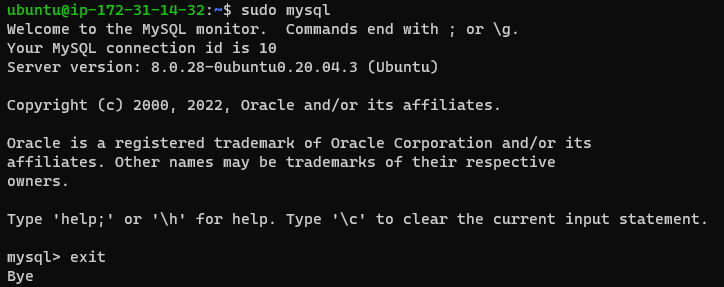 ubuntu@ip-172-31-14-32:~$ sudo mysql
Welcome to the MySQL monitor.  Commands end with ; or \g.
Your MySQL connection id is 10
Server version: 8.0.28-0ubuntu0.20.04.3 (Ubuntu)

Copyright (c) 2000, 2022, Oracle and/or its affiliates.

Oracle is a registered trademark of Oracle Corporation and/or its
affiliates. Other names may be trademarks of their respective
owners.

Type 'help;' or '\h' for help. Type '\c' to clear the current input statement.

mysql> exit
Bye